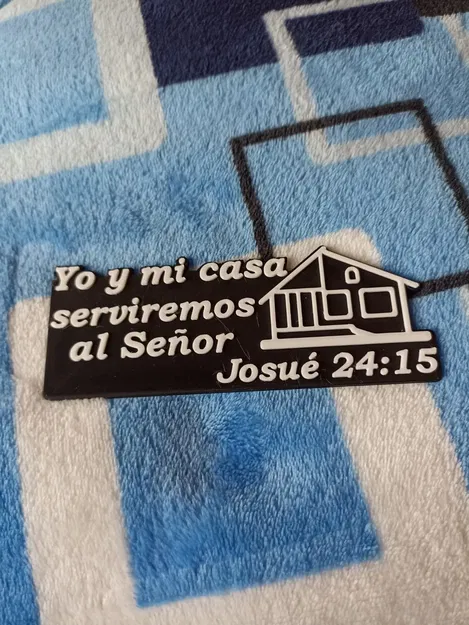 Yo y mi casa
serviremos
al Señor
Josué 24:15